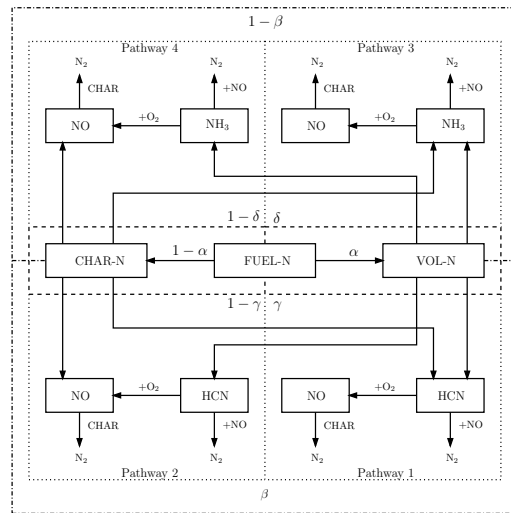 1 − β
Pathway 4
Pathway 3
N₂
N₂
N₂
N₂
CHAR
+NO
CHAR
+NO
NO
+O₂
NH₃
NO
+O₂
NH₃
1 − δ
δ
CHAR-N
1 − α
FUEL-N
α
VOL-N
1 − γ
γ
NO
+O₂
HCN
NO
+O₂
HCN
CHAR
+NO
CHAR
+NO
N₂
N₂
N₂
N₂
Pathway 2
Pathway 1
β